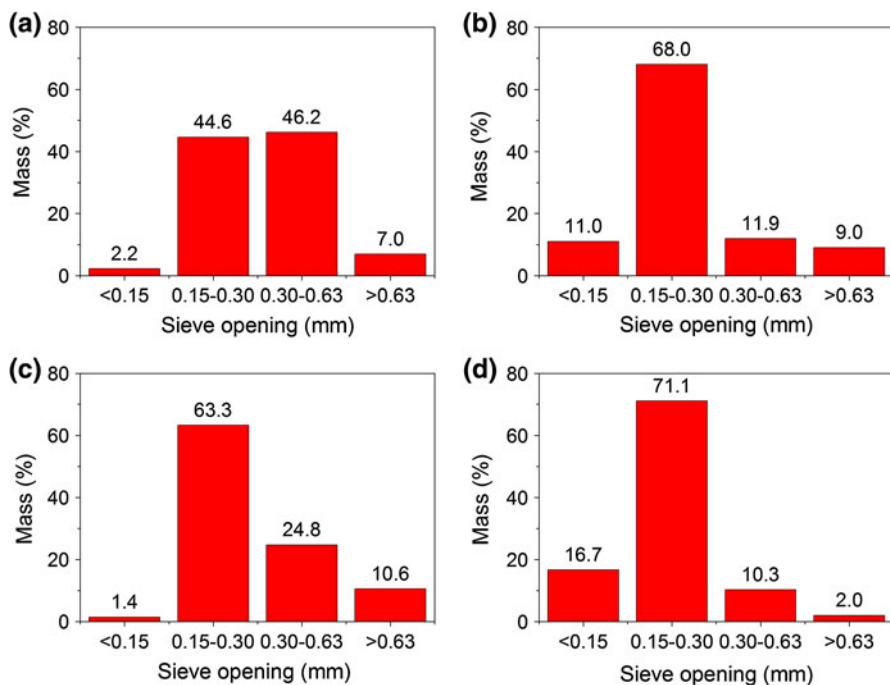 (a)
80
60
40
20
0
Mass (%)
2.2
44.6
46.2
7.0
<0.15 0.15-0.30 0.30-0.63 >0.63
Sieve opening (mm)
(b)
80
60
40
20
0
Mass (%)
11.0
68.0
11.9
9.0
<0.15 0.15-0.30 0.30-0.63 >0.63
Sieve opening (mm)
(c)
80
60
40
20
0
Mass (%)
1.4
63.3
24.8
10.6
<0.15 0.15-0.30 0.30-0.63 >0.63
Sieve opening (mm)
(d)
80
60
40
20
0
Mass (%)
16.7
71.1
10.3
2.0
<0.15 0.15-0.30 0.30-0.63 >0.63
Sieve opening (mm)